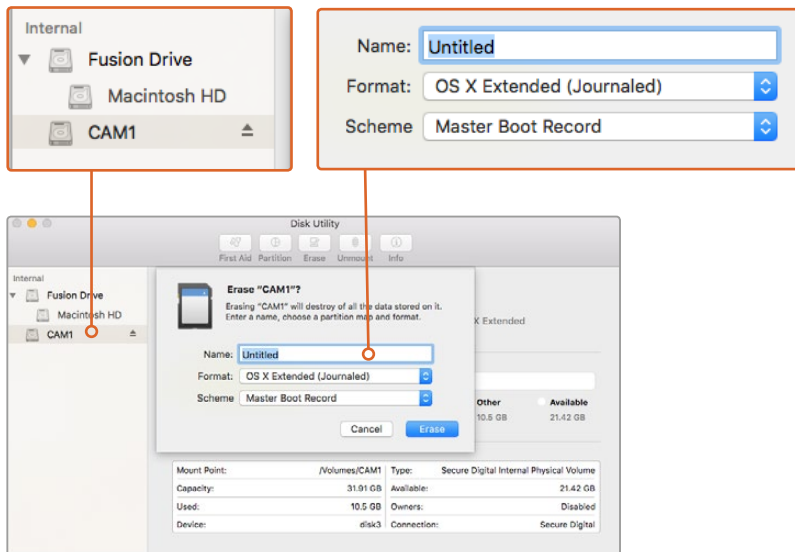 Internal
Fusion Drive
Macintosh HD
CAM1
Name: Untitled
Format: OS X Extended (Journaled)
Scheme Master Boot Record
Disk Utility
First Aid Partition Erase Unmount Info
Internal
Fusion Drive
Macintosh HD
CAM1
Erase "CAM1"?
Erasing "CAM1" will destroy of all the data stored on it.
Enter a name, choose a partition map and format.
X Extended
Name: Untitled
Format: OS X Extended (Journaled)
Scheme Master Boot Record
Other Available
10.5 GB 21.42 GB
Cancel Erase
Mount Point: /Volumes/CAM1 Type: Secure Digital Internal Physical Volume
Capacity: 31.91 GB Available: 21.42 GB
Used: 10.5 GB Owners: Disabled
Device: disk3 Connection: Secure Digital